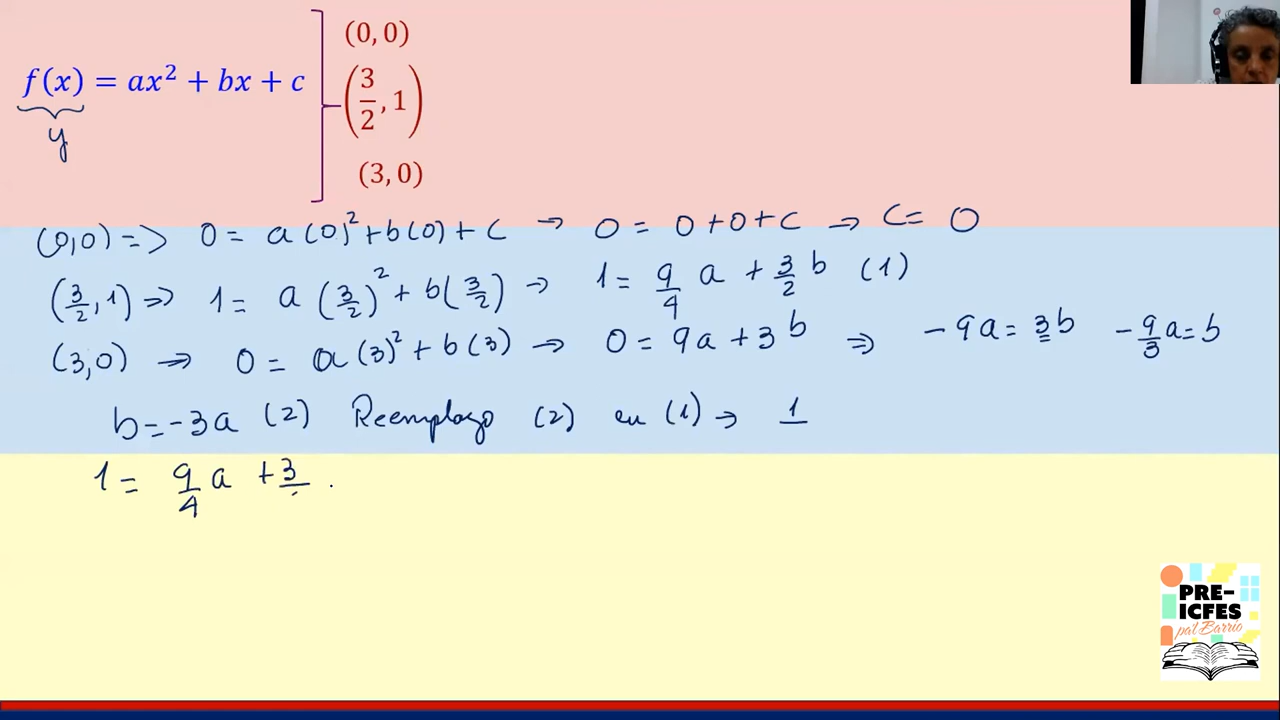 f(x) = ax² + bx + c
y
(0, 0)
(3/2, 1)
(3, 0)
(0,0) => 0 = a(0)² + b(0) + c → 0 = 0 + 0 + c → c = 0
(3/2, 1) => 1 = a(3/2)² + b(3/2) → 1 = 9/4 a + 3/2 b (1)
(3,0) → 0 = a(3)² + b(3) → 0 = 9a + 3b => -9a = 3b -9/3 a = b
b = -3a (2) Reemplazo (2) en (1) → 1
1 = 9/4 a + 3/
PRE-
ICFES
pa'l Barrio